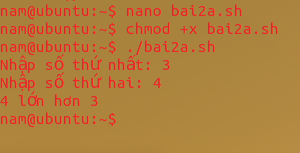 nam@ubuntu:~$ nano bai2a.sh
nam@ubuntu:~$ chmod +x bai2a.sh
nam@ubuntu:~$ ./bai2a.sh
Nhập số thứ nhất: 3
Nhập số thứ hai: 4
4 lớn hơn 3
nam@ubuntu:~$